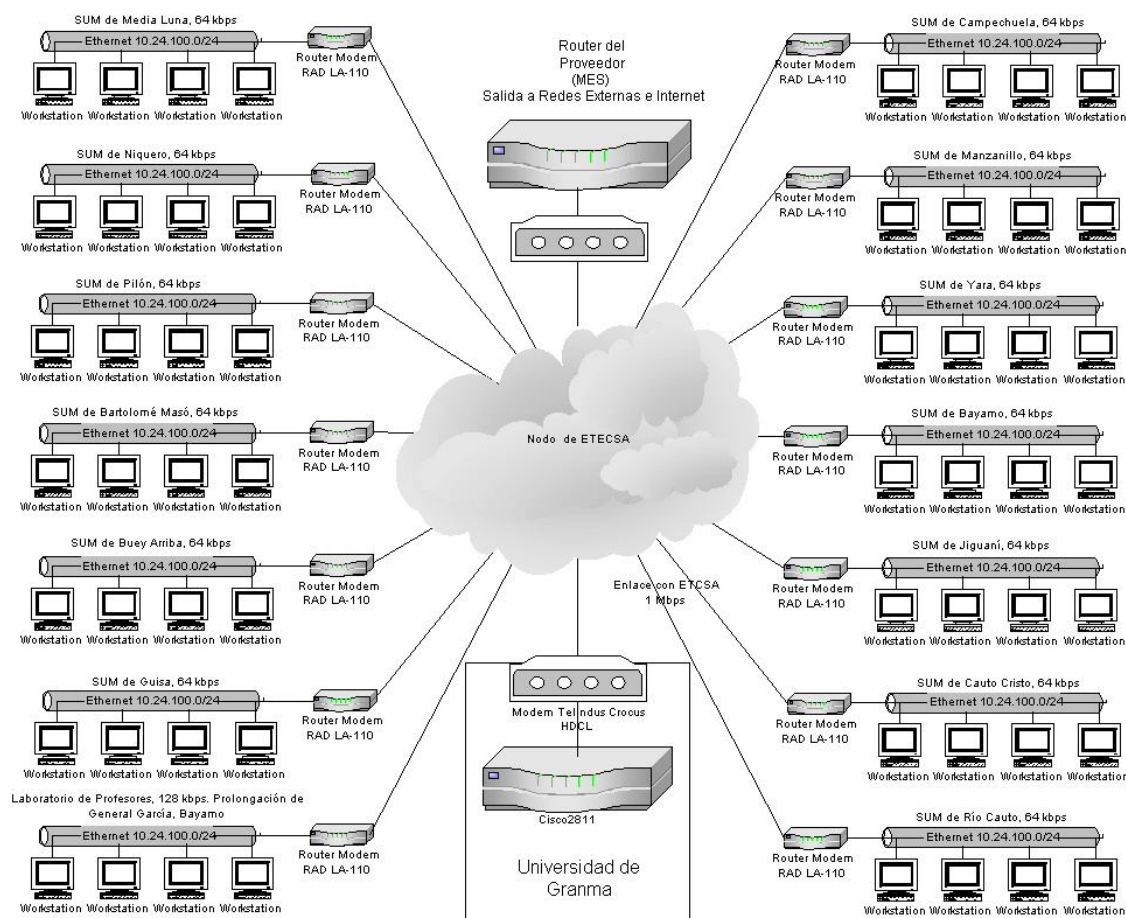 SUM de Media Luna, 64 kbps
Ethernet 10.24.100.0/24
Router Modem
RAD LA-110
Workstation Workstation Workstation Workstation
SUM de Niquero, 64 kbps
Ethernet 10.24.100.0/24
Router Modem
RAD LA-110
Workstation Workstation Workstation Workstation
SUM de Pilón, 64 kbps
Ethernet 10.24.100.0/24
Router Modem
RAD LA-110
Workstation Workstation Workstation Workstation
SUM de Bartolomé Masó, 64 kbps
Ethernet 10.24.100.0/24
Router Modem
RAD LA-110
Workstation Workstation Workstation Workstation
SUM de Buey Arriba, 64 kbps
Ethernet 10.24.100.0/24
Router Modem
RAD LA-110
Workstation Workstation Workstation Workstation
SUM de Guisa, 64 kbps
Ethernet 10.24.100.0/24
Router Modem
RAD LA-110
Workstation Workstation Workstation Workstation
Laboratorio de Profesores, 128 kbps. Prolongación de
General García, Bayamo
Ethernet 10.24.100.0/24
Router Modem
RAD LA-110
Workstation Workstation Workstation Workstation
Router del
Proveedor
(MES)
Salida a Redes Externas e Internet
Nodo de ETECSA
Enlace con ETCSA
1 Mbps
Modem Telindus Crocus
HDCL
Cisco2811
Universidad de
Granma
SUM de Campechuela, 64 kbps
Ethernet 10.24.100.0/24
Router Modem
RAD LA-110
Workstation Workstation Workstation Workstation
SUM de Manzanillo, 64 kbps
Ethernet 10.24.100.0/24
Router Modem
RAD LA-110
Workstation Workstation Workstation Workstation
SUM de Yara, 64 kbps
Ethernet 10.24.100.0/24
Router Modem
RAD LA-110
Workstation Workstation Workstation Workstation
SUM de Bayamo, 64 kbps
Ethernet 10.24.100.0/24
Router Modem
RAD LA-110
Workstation Workstation Workstation Workstation
SUM de Jiguaní, 64 kbps
Ethernet 10.24.100.0/24
Router Modem
RAD LA-110
Workstation Workstation Workstation Workstation
SUM de Cauto Cristo, 64 kbps
Ethernet 10.24.100.0/24
Router Modem
RAD LA-110
Workstation Workstation Workstation Workstation
SUM de Río Cauto, 64 kbps
Ethernet 10.24.100.0/24
Router Modem
RAD LA-110
Workstation Workstation Workstation Workstation